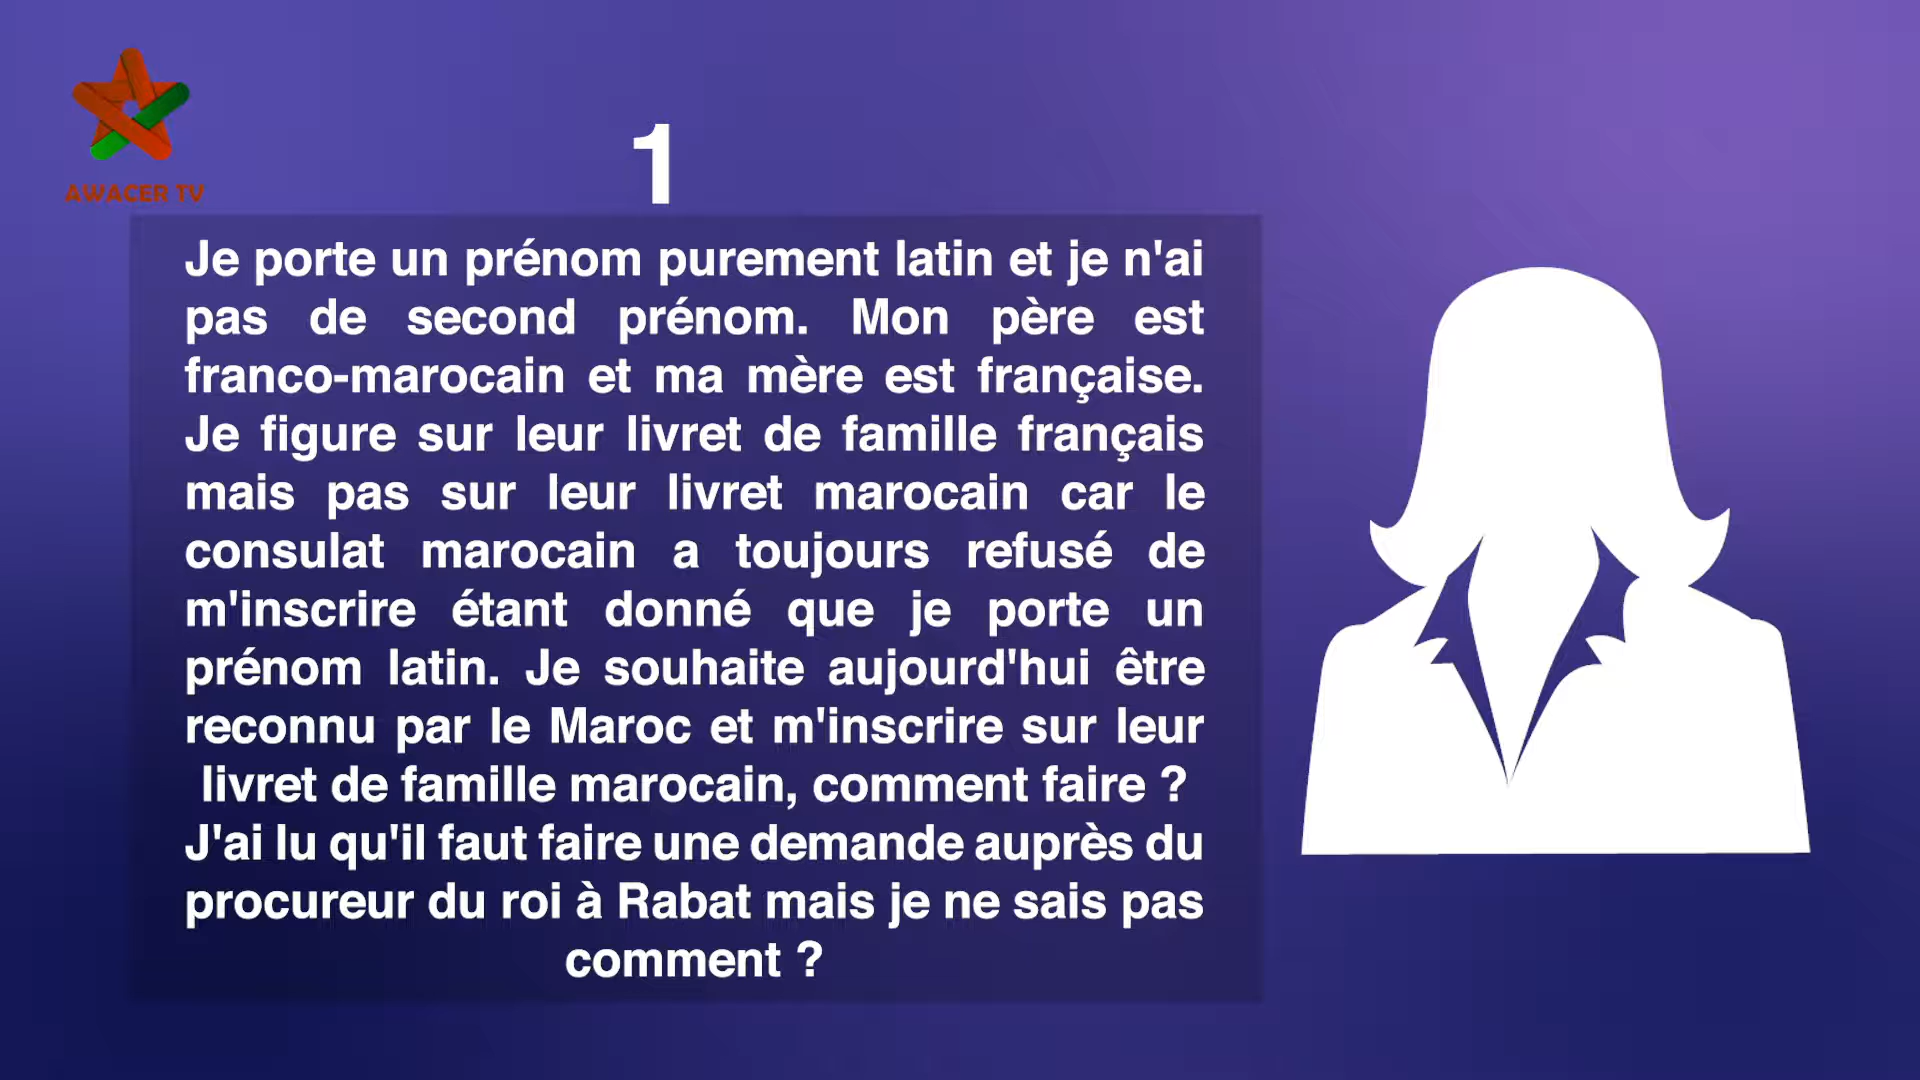 AWACER TV
1
Je porte un prénom purement latin et je n'ai
pas de second prénom. Mon père est
franco-marocain et ma mère est française.
Je figure sur leur livret de famille français
mais pas sur leur livret marocain car le
consulat marocain a toujours refusé de
m'inscrire étant donné que je porte un
prénom latin. Je souhaite aujourd'hui être
reconnu par le Maroc et m'inscrire sur leur
livret de famille marocain, comment faire ?
J'ai lu qu'il faut faire une demande auprès du
procureur du roi à Rabat mais je ne sais pas
comment ?